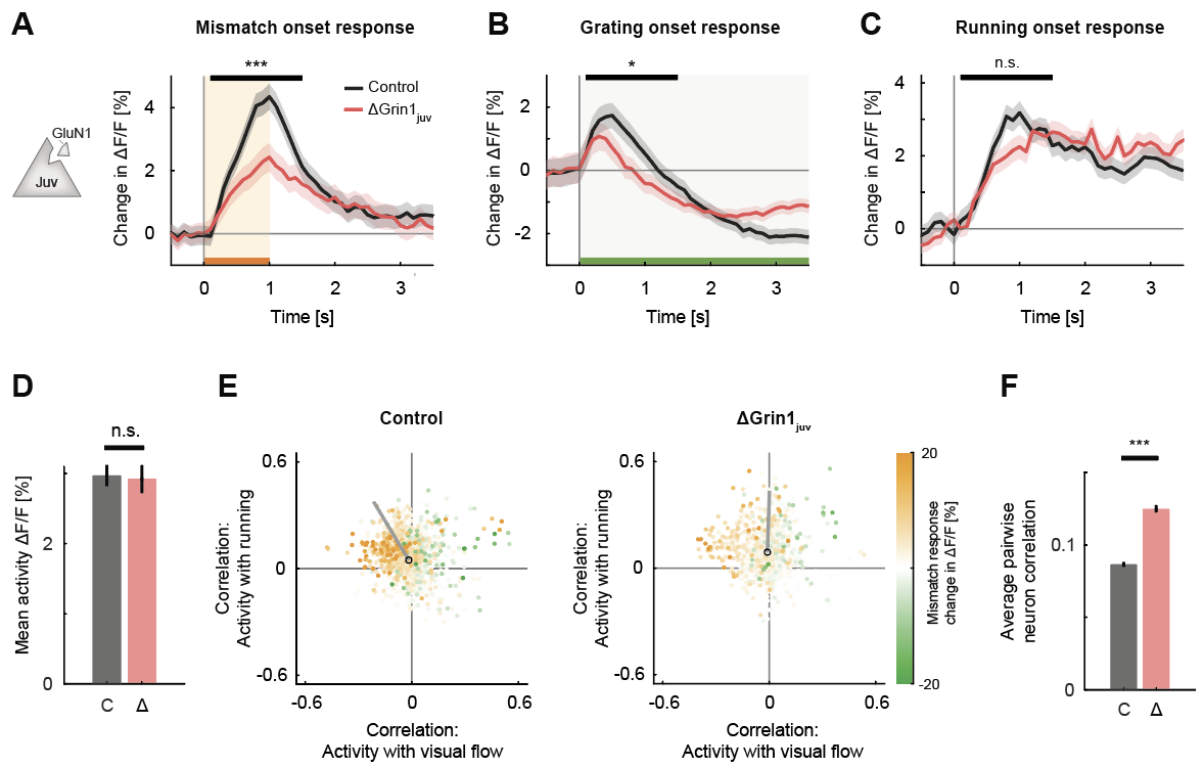 A
Mismatch onset response
GluN1
Juv
Change in ΔF/F [%]
4
2
0
***
Control
ΔGrin1juv
0
1
2
3
Time [s]
B
Grating onset response
Change in ΔF/F [%]
2
0
-2
*
0
1
2
3
Time [s]
C
Running onset response
Change in ΔF/F [%]
4
2
0
n.s.
0
1
2
3
Time [s]
D
n.s.
Mean activity ΔF/F [%]
2
0
C
Δ
E
Control
Correlation:
Activity with running
0.6
0
-0.6
-0.6
0
0.6
Correlation:
Activity with visual flow
ΔGrin1juv
Correlation:
Activity with running
0.6
0
-0.6
-0.6
0
0.6
Correlation:
Activity with visual flow
20
-20
Mismatch response
change in ΔF/F [%]
F
***
Average pairwise
neuron correlation
0.1
0
C
Δ